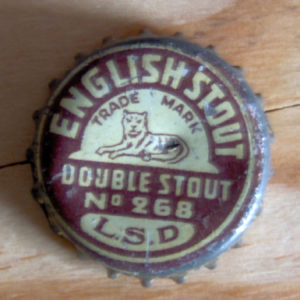 ENGLISH STOUT
TRADE MARK
DOUBLE STOUT
Nº 268
L.S.D